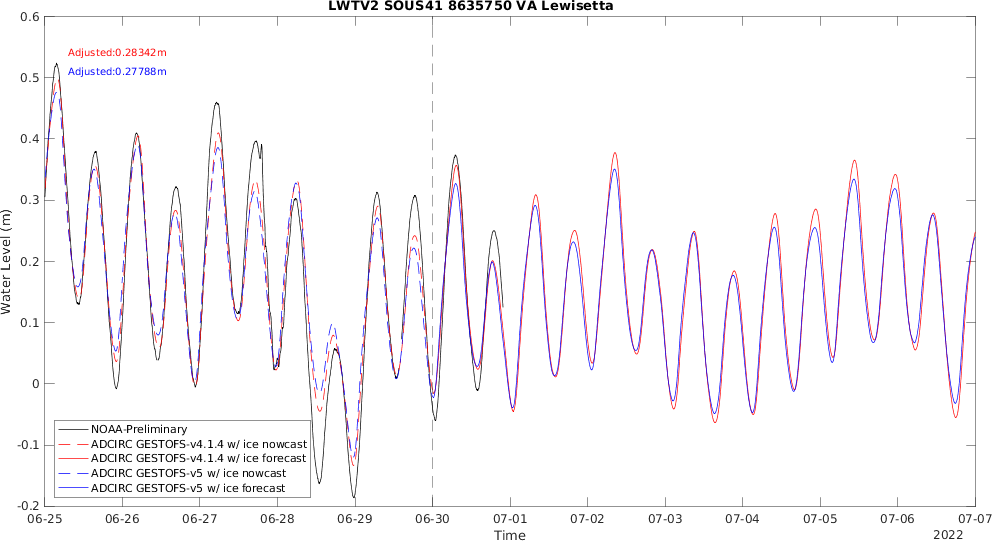 LWTV2 SOUS41 8635750 VA Lewisetta
Adjusted:0.28342m
Adjusted:0.27788m
Water Level (m)
0.6
0.5
0.4
0.3
0.2
0.1
0
-0.1
-0.2
NOAA-Preliminary
ADCIRC GESTOFS-v4.1.4 w/ ice nowcast
ADCIRC GESTOFS-v4.1.4 w/ ice forecast
ADCIRC GESTOFS-v5 w/ ice nowcast
ADCIRC GESTOFS-v5 w/ ice forecast
06-25 06-26 06-27 06-28 06-29 06-30 07-01 07-02 07-03 07-04 07-05 07-06 07-07
Time
2022